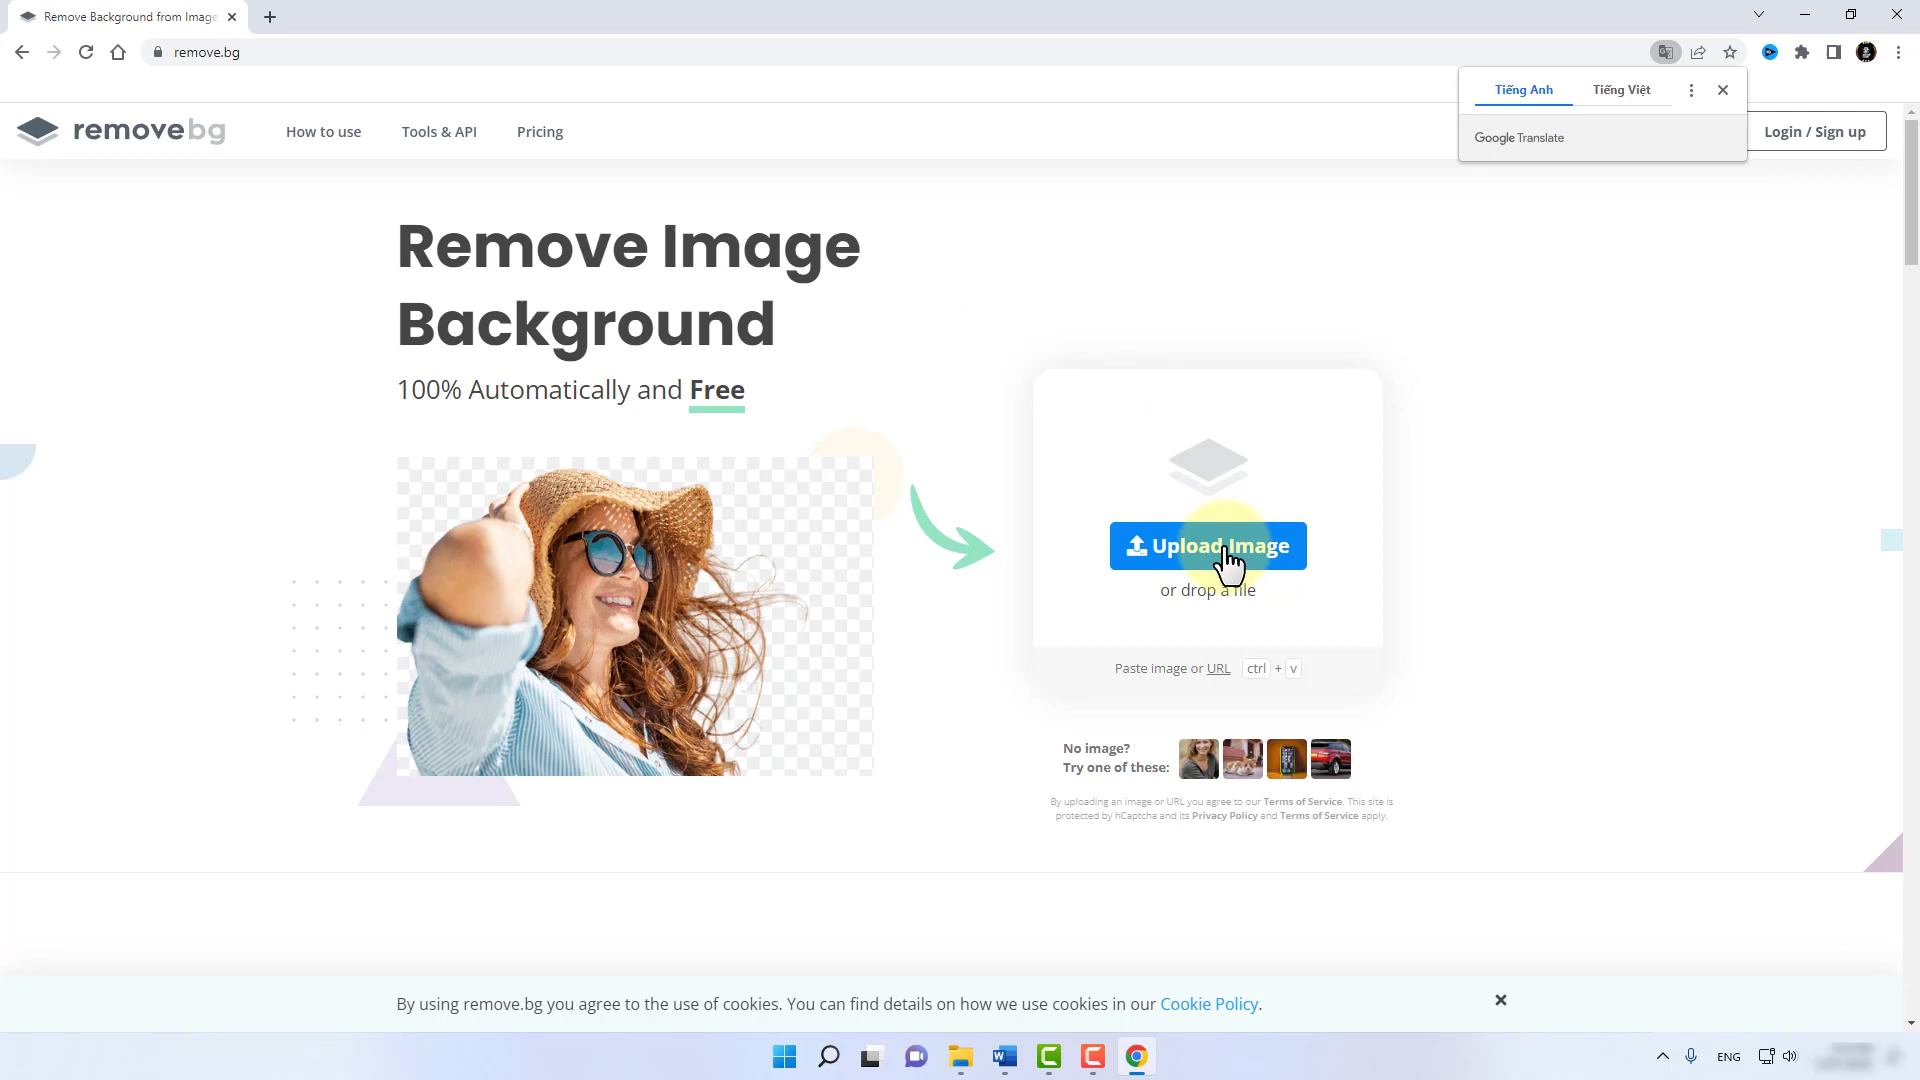 Remove Background from Image
remove.bg
Tiếng Anh
Tiếng Việt
Google Translate
removebg
How to use
Tools & API
Pricing
Login / Sign up
Remove Image
Background
100% Automatically and Free
Upload Image
or drop a file
Paste image or URL ctrl + v
No image?
Try one of these:
By uploading an image or URL you agree to our Terms of Service. This site is
protected by hCaptcha and its Privacy Policy and Terms of Service apply.
By using remove.bg you agree to the use of cookies. You can find details on how we use cookies in our Cookie Policy.
ENG